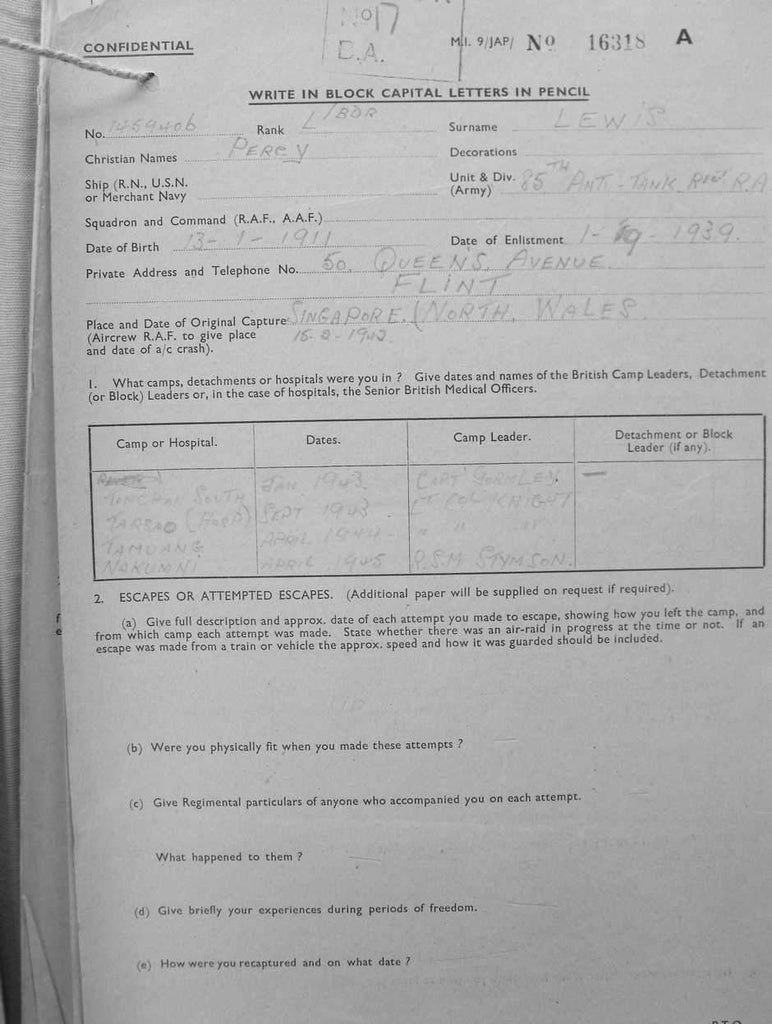 No 17
D.A.
CONFIDENTIAL
M.I. 9/JAP/ No 16318 A
WRITE IN BLOCK CAPITAL LETTERS IN PENCIL
No. 1459406 Rank L/BDR Surname LEWIS
Christian Names PERCY Decorations
Ship (R.N., U.S.N. or Merchant Navy
Unit & Div. (Army) 85TH ANTI-TANK REGT R.A
Squadron and Command (R.A.F., A.A.F.)
Date of Birth 13-1-1911 Date of Enlistment 1-9-1939.
Private Address and Telephone No. 50, QUEENS, AVENUE.
FLINT
Place and Date of Original Capture SINGAPORE. (NORTH. WALES.
(Aircrew R.A.F. to give place 15-2-1942.
and date of a/c crash).
1. What camps, detachments or hospitals were you in ? Give dates and names of the British Camp Leaders, Detachment
(or Block) Leaders or, in the case of hospitals, the Senior British Medical Officers.
Camp or Hospital. Dates. Camp Leader. Detachment or Block
Leader (if any).
TONCHAN SOUTH JAN 1943. CAPT GORMLEY. —
TARSAO (HOSP) SEPT 1943 LT COL KNIGHT
TAMUANG APRIL 1944 " " "
NAKUMNI APRIL 1945 R.S.M STYMSON.
2. ESCAPES OR ATTEMPTED ESCAPES. (Additional paper will be supplied on request if required).
(a) Give full description and approx. date of each attempt you made to escape, showing how you left the camp, and
from which camp each attempt was made. State whether there was an air-raid in progress at the time or not. If an
escape was made from a train or vehicle the approx. speed and how it was guarded should be included.
(b) Were you physically fit when you made these attempts ?
(c) Give Regimental particulars of anyone who accompanied you on each attempt.
What happened to them ?
(d) Give briefly your experiences during periods of freedom.
(e) How were you recaptured and on what date ?
P.T.O.